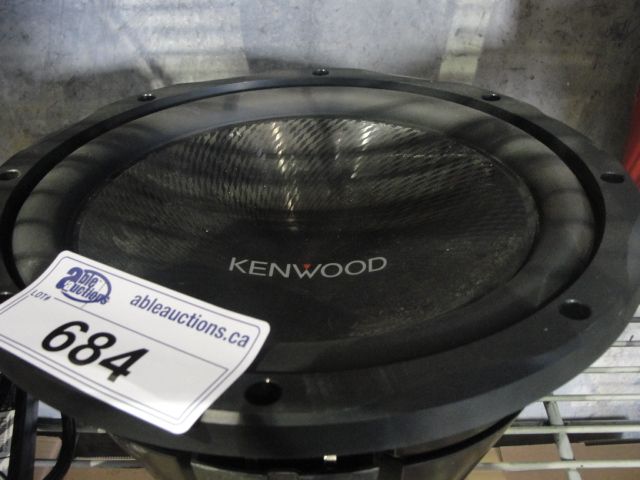 KENWOOD
able
auctions
ableauctions.ca
LOT#
684